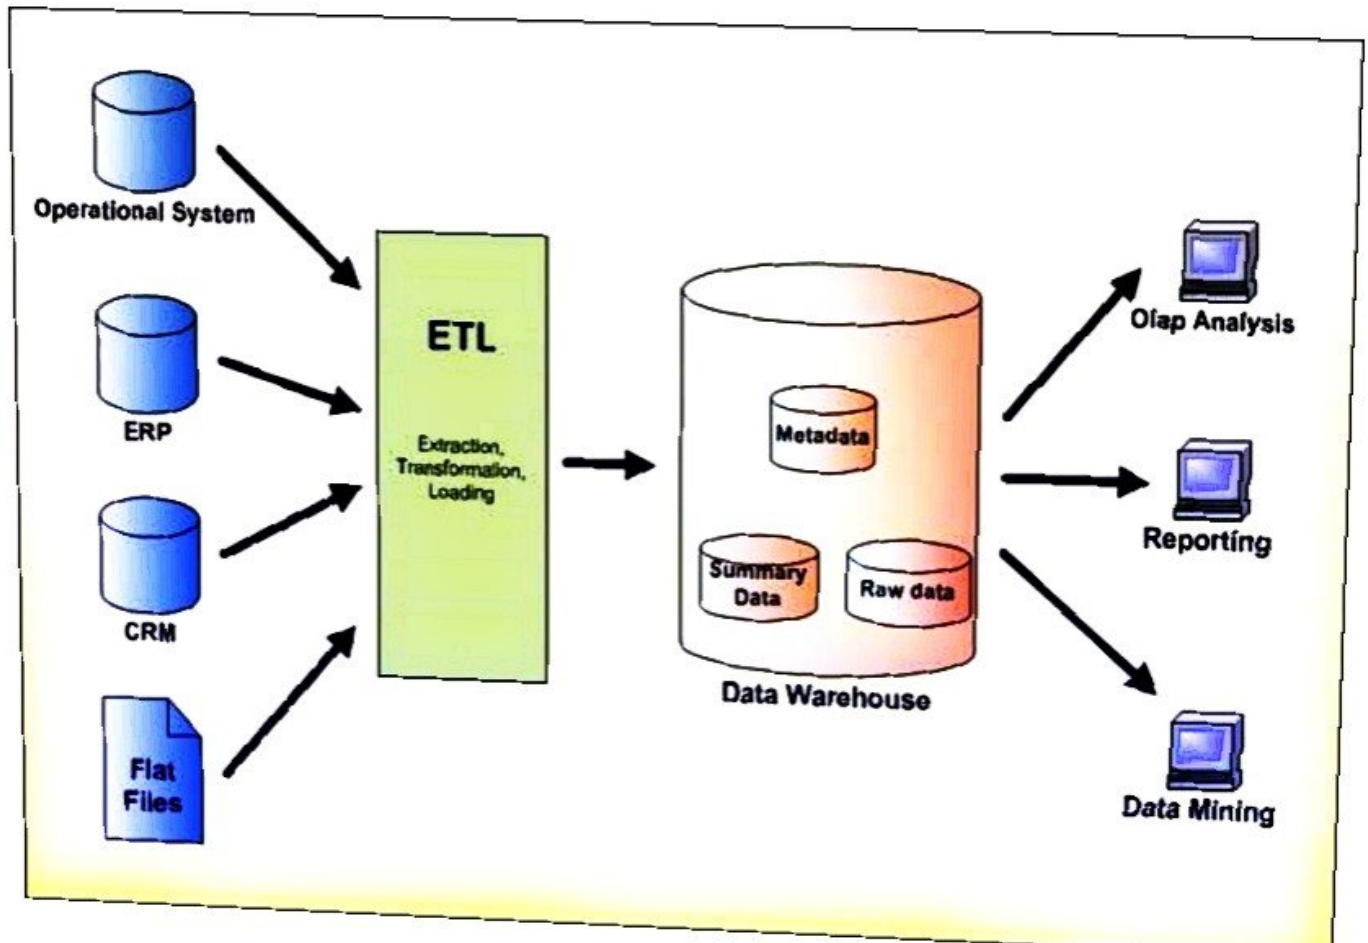 Operational System
ERP
CRM
Flat
Files
ETL
Extraction,
Transformation,
Loading
Metadata
Summary
Data
Raw data
Data Warehouse
Olap Analysis
Reporting
Data Mining